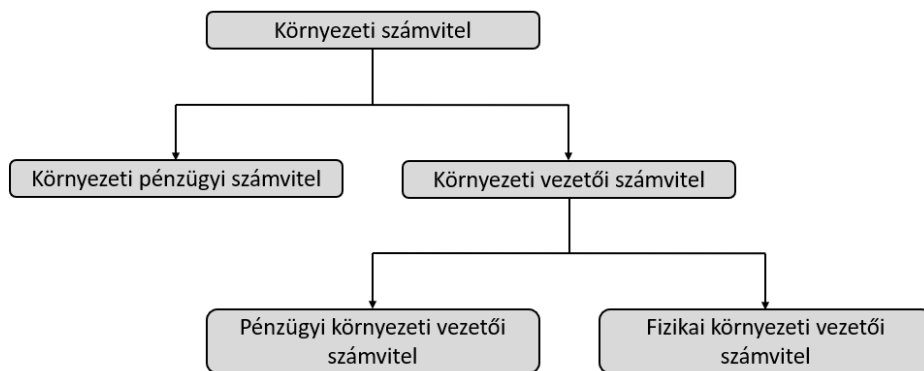 Környezeti számvitel
Környezeti pénzügyi számvitel
Környezeti vezetői számvitel
Pénzügyi környezeti vezetői
számvitel
Fizikai környezeti vezetői
számvitel